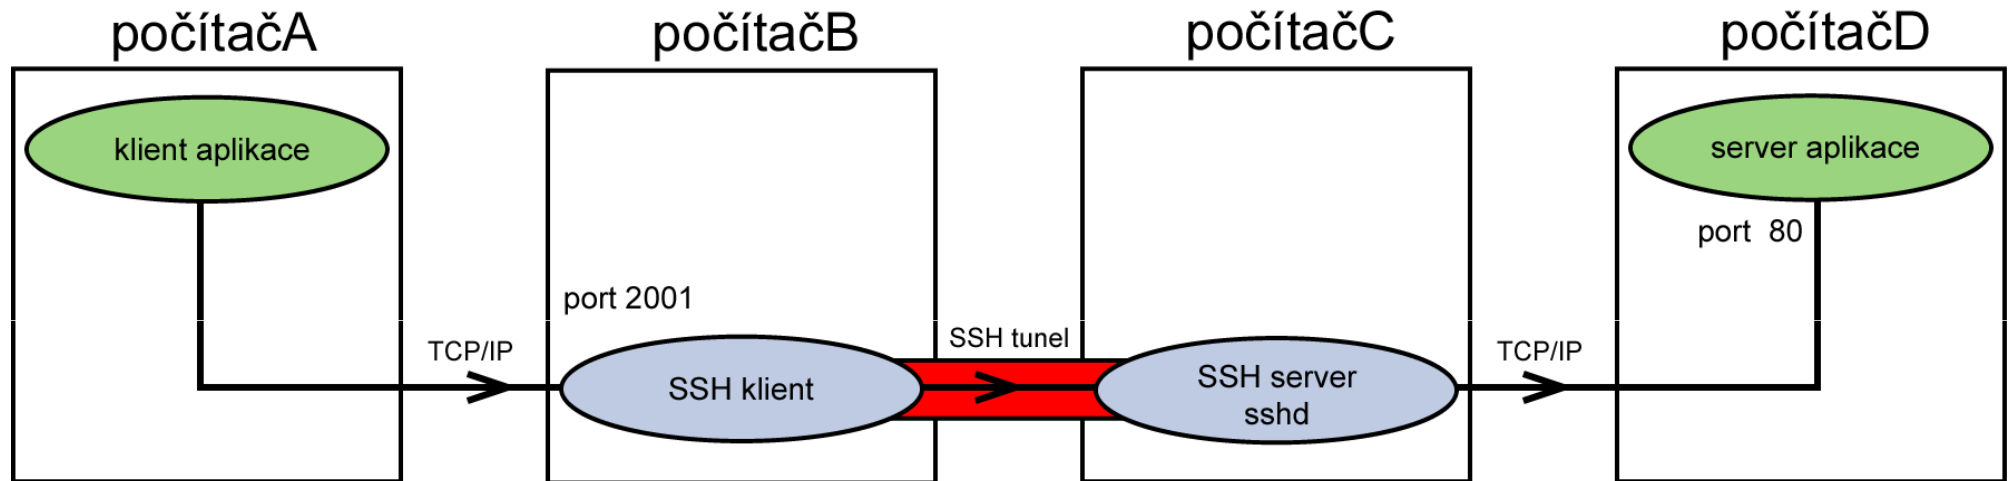 počítačA
počítačB
počítačC
počítačD
klient aplikace
server aplikace
port  80
port 2001
TCP/IP
SSH tunel
TCP/IP
SSH klient
SSH server
sshd